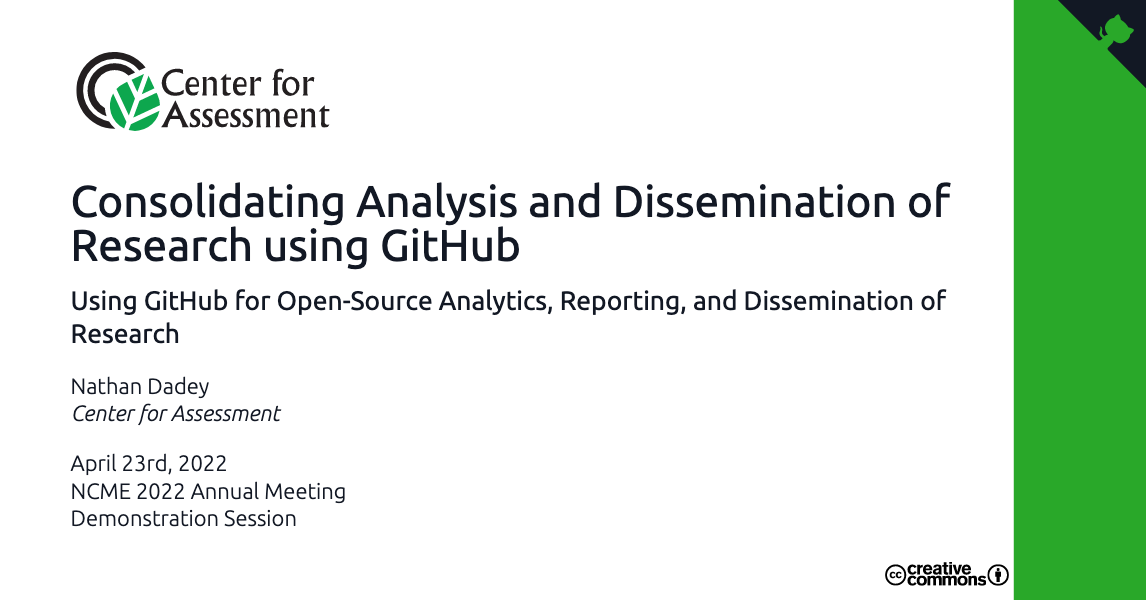 Center for
Assessment
Consolidating Analysis and Dissemination of
Research using GitHub
Using GitHub for Open-Source Analytics, Reporting, and Dissemination of
Research
Nathan Dadey
Center for Assessment
April 23rd, 2022
NCME 2022 Annual Meeting
Demonstration Session
cc creative
commons